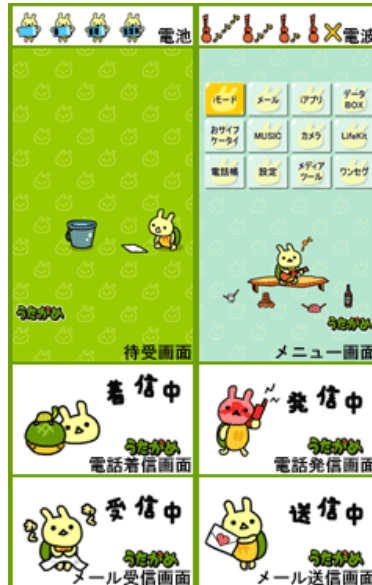 電池
電波
iモード
メール
iアプリ
データ
BOX
おサイフ
ケータイ
MUSIC
カメラ
LifeKit
電話帳
設定
メディア
ツール
ワンセグ
うたがめ
待受画面
うたがめ
メニュー画面
着信中
うたがめ
電話着信画面
発信中
うたがめ
電話発信画面
受信中
うたがめ
メール受信画面
送信中
うたがめ
メール送信画面